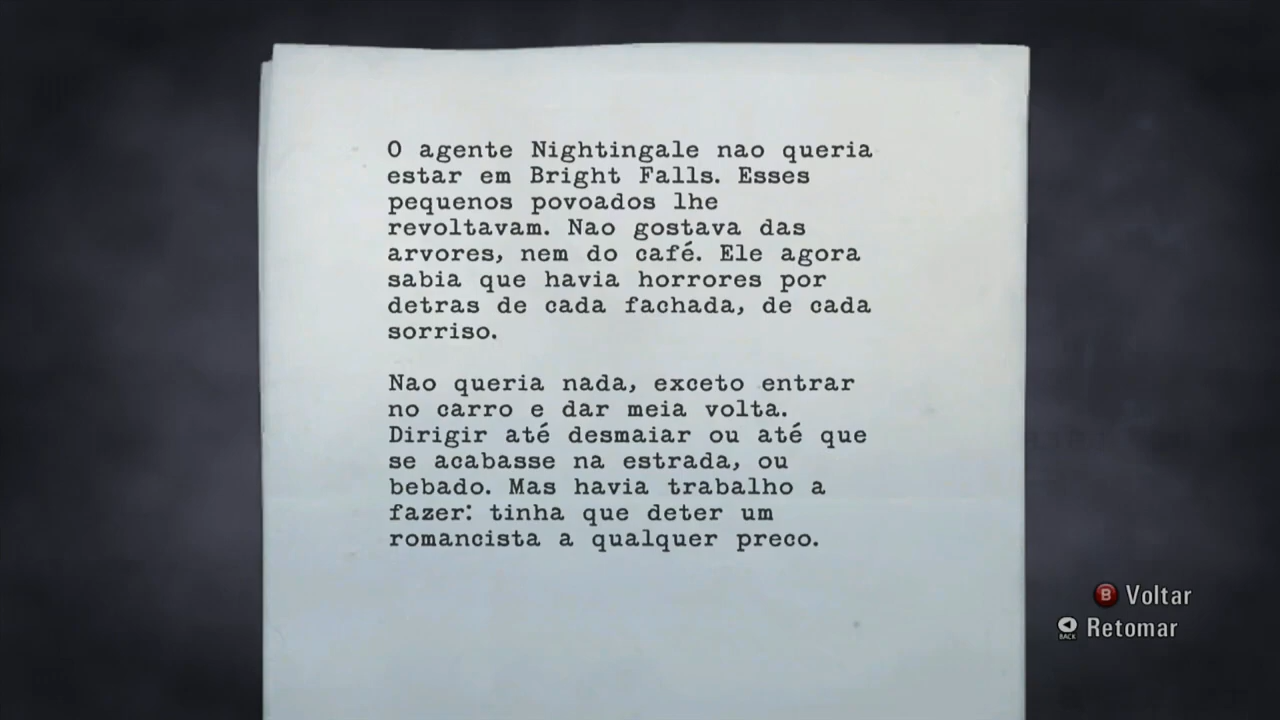 O agente Nightingale nao queria
estar em Bright Falls. Esses
pequenos povoados lhe
revoltavam. Nao gostava das
arvores, nem do café. Ele agora
sabia que havia horrores por
detras de cada fachada, de cada
sorriso.
Nao queria nada, exceto entrar
no carro e dar meia volta.
Dirigir até desmaiar ou até que
se acabasse na estrada, ou
bebado. Mas havia trabalho a
fazer: tinha que deter um
romancista a qualquer preco.
B Voltar
BACK Retomar